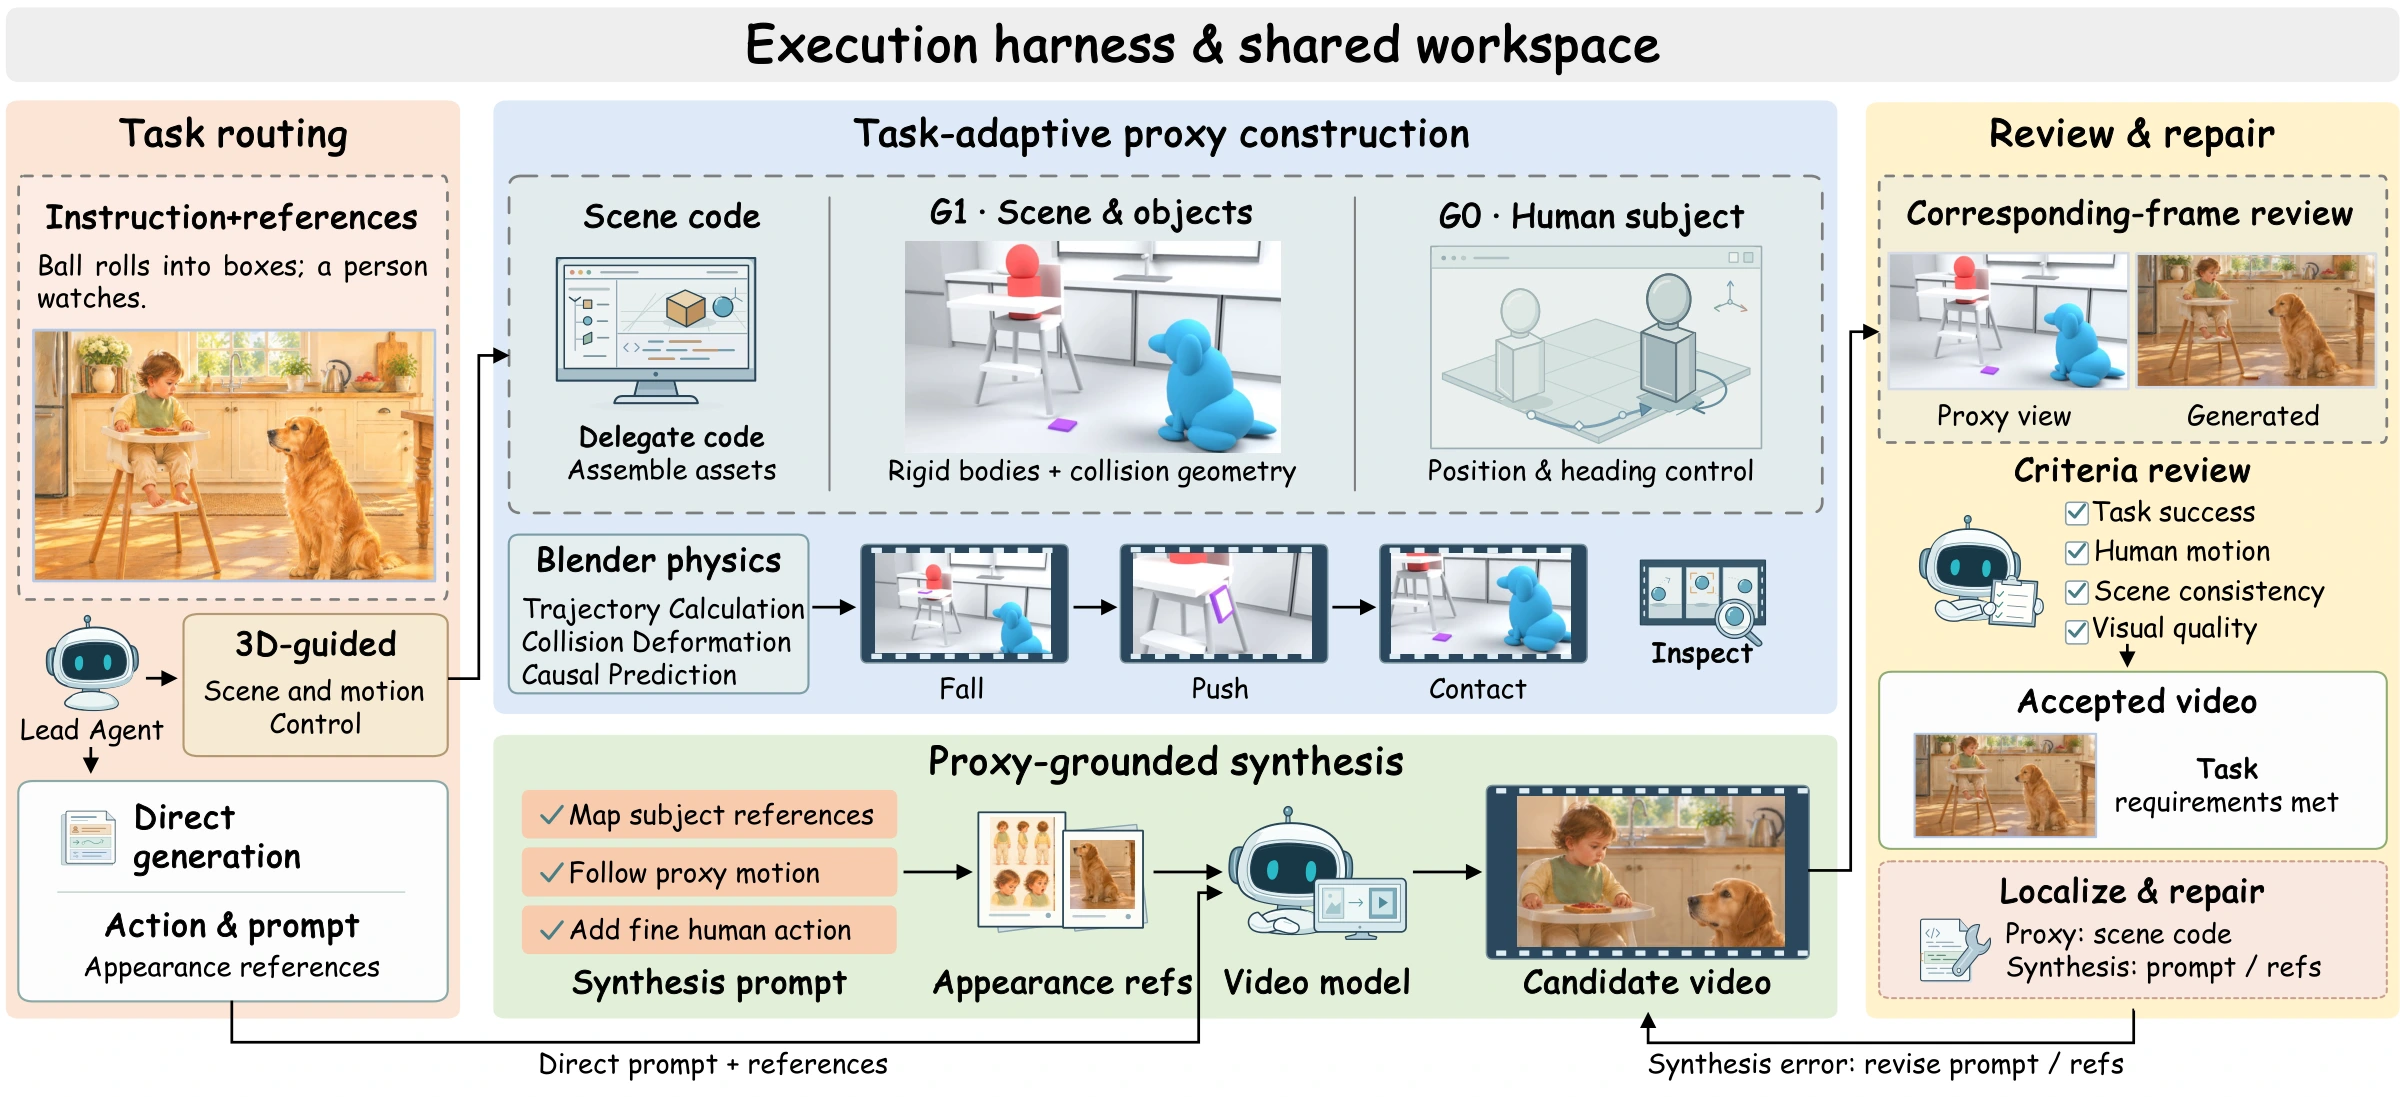 Execution harness & shared workspace
Task routing
Instruction+references
Ball rolls into boxes; a person
watches.
Lead Agent
3D-guided
Scene and motion
Control
Direct
generation
Action & prompt
Appearance references
Task-adaptive proxy construction
Scene code
Delegate code
Assemble assets
G1 · Scene & objects
Rigid bodies + collision geometry
G0 · Human subject
Position & heading control
Blender physics
Trajectory Calculation
Collision Deformation
Causal Prediction
Fall
Push
Contact
Inspect
Proxy-grounded synthesis
Map subject references
Follow proxy motion
Add fine human action
Synthesis prompt
Appearance refs
Video model
Candidate video
Review & repair
Corresponding-frame review
Proxy view
Generated
Criteria review
Task success
Human motion
Scene consistency
Visual quality
Accepted video
Task
requirements met
Localize & repair
Proxy: scene code
Synthesis: prompt / refs
Direct prompt + references
Synthesis error: revise prompt / refs